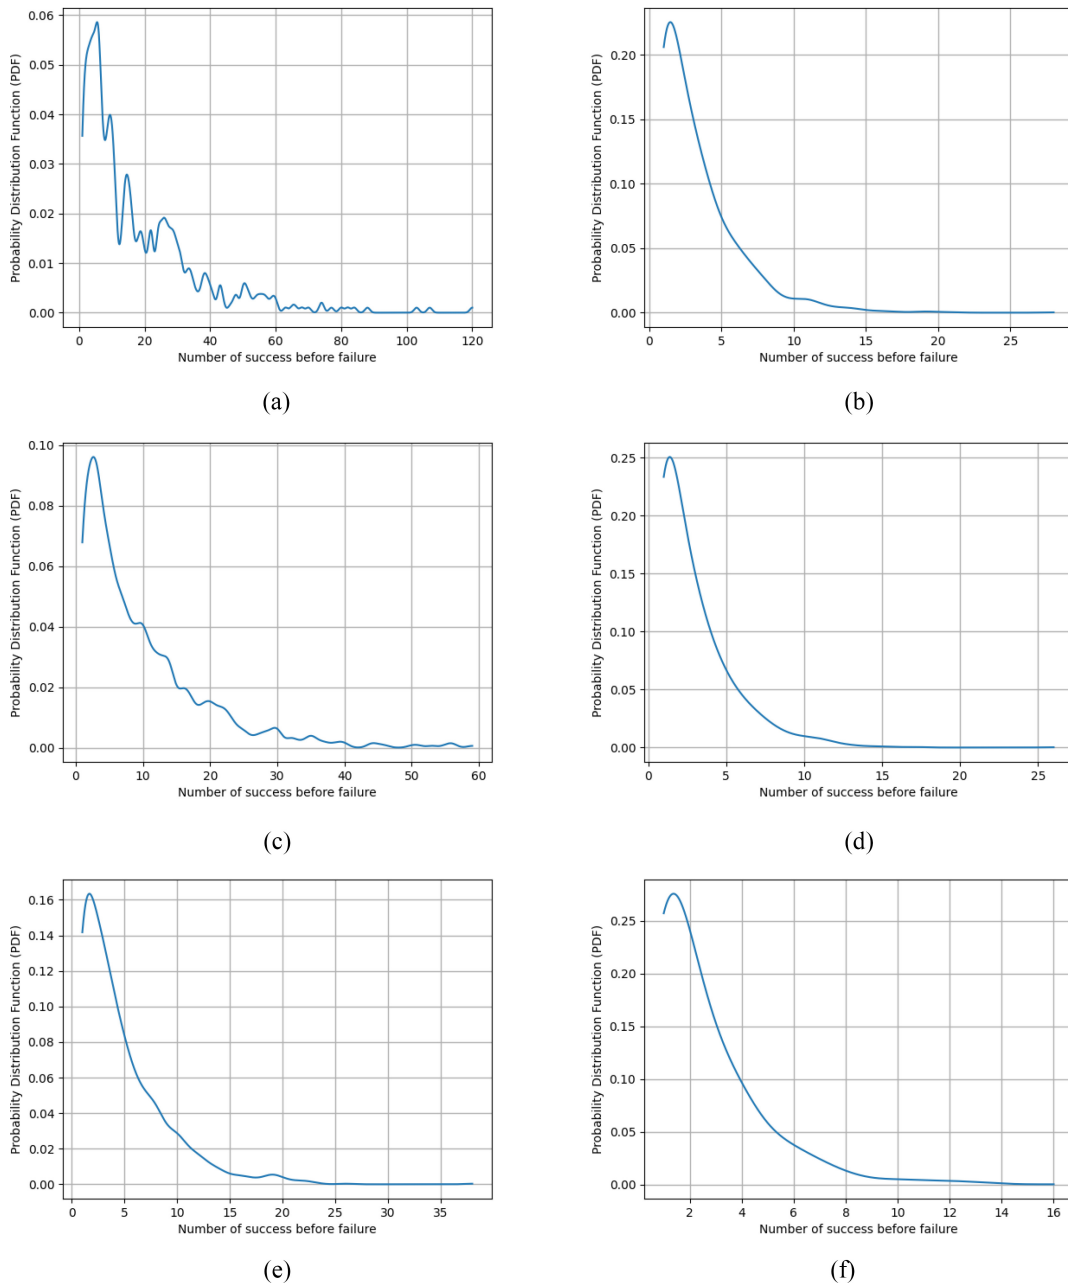 0.06
0.05
0.04
0.03
0.02
0.01
0.00
Probability Distribution Function (PDF)
0 20 40 60 80 100 120
Number of success before failure
(a)
0.20
0.15
0.10
0.05
0.00
Probability Distribution Function (PDF)
0 5 10 15 20 25
Number of success before failure
(b)
0.10
0.08
0.06
0.04
0.02
0.00
Probability Distribution Function (PDF)
0 10 20 30 40 50 60
Number of success before failure
(c)
0.25
0.20
0.15
0.10
0.05
0.00
Probability Distribution Function (PDF)
0 5 10 15 20 25
Number of success before failure
(d)
0.16
0.14
0.12
0.10
0.08
0.06
0.04
0.02
0.00
Probability Distribution Function (PDF)
0 5 10 15 20 25 30 35
Number of success before failure
(e)
0.25
0.20
0.15
0.10
0.05
0.00
Probability Distribution Function (PDF)
2 4 6 8 10 12 14 16
Number of success before failure
(f)